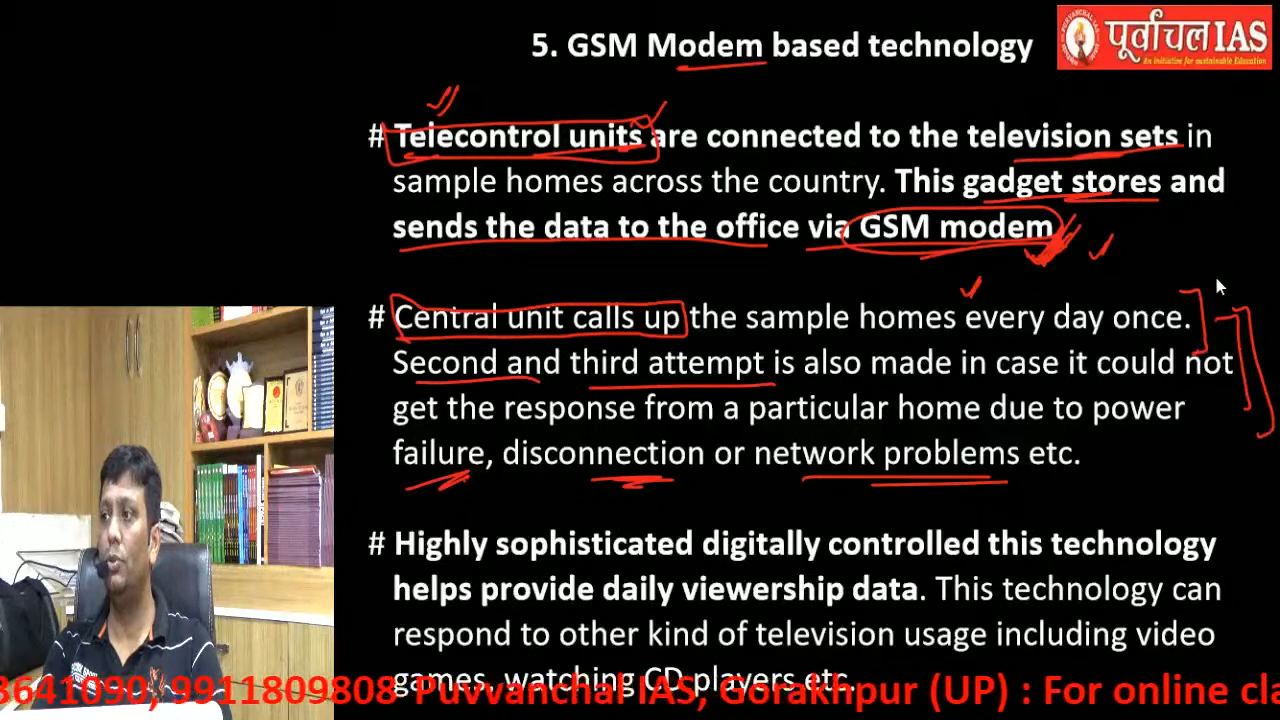 5. GSM Modem based technology
पूर्वांचल IAS
An initiative for sustainable Education
# Telecontrol units are connected to the television sets in
sample homes across the country. This gadget stores and
sends the data to the office via GSM modem
# Central unit calls up the sample homes every day once.
Second and third attempt is also made in case it could not
get the response from a particular home due to power
failure, disconnection or network problems etc.
# Highly sophisticated digitally controlled this technology
helps provide daily viewership data. This technology can
respond to other kind of television usage including video
games, watching CD players etc.
3641090, 9911809808 Puvvanchal IAS, Gorakhpur (UP) : For online cla